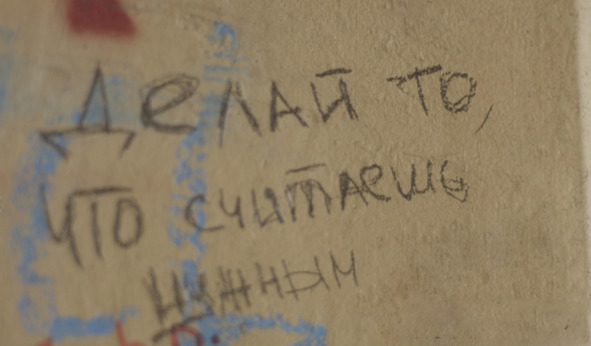 Делай то,
что считаешь
нужным